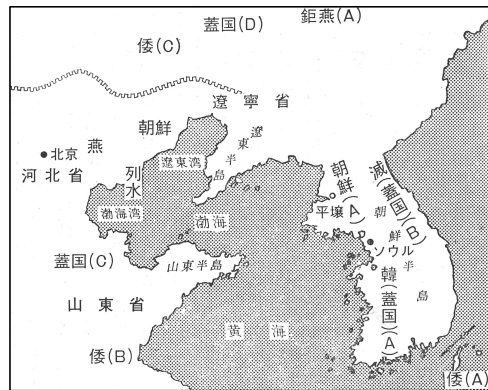 蓋国(D)
鉅燕(A)
倭(C)
遼寧省
朝鮮
燕
北京
河北省
列水
遼東湾
遼東半島
渤海湾
渤海
蓋国(C)
山東半島
山東省
倭(B)
黄海
朝鮮(A)
平壌
濊(蓋国)(B)
朝鮮半島
ソウル
韓(蓋国)(A)
倭(A)